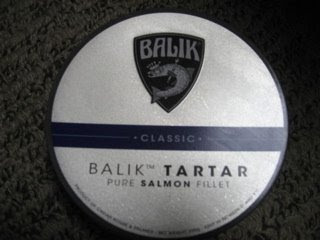 BALIK
• CLASSIC •
BALIK™ TARTAR
PURE SALMON FILLET